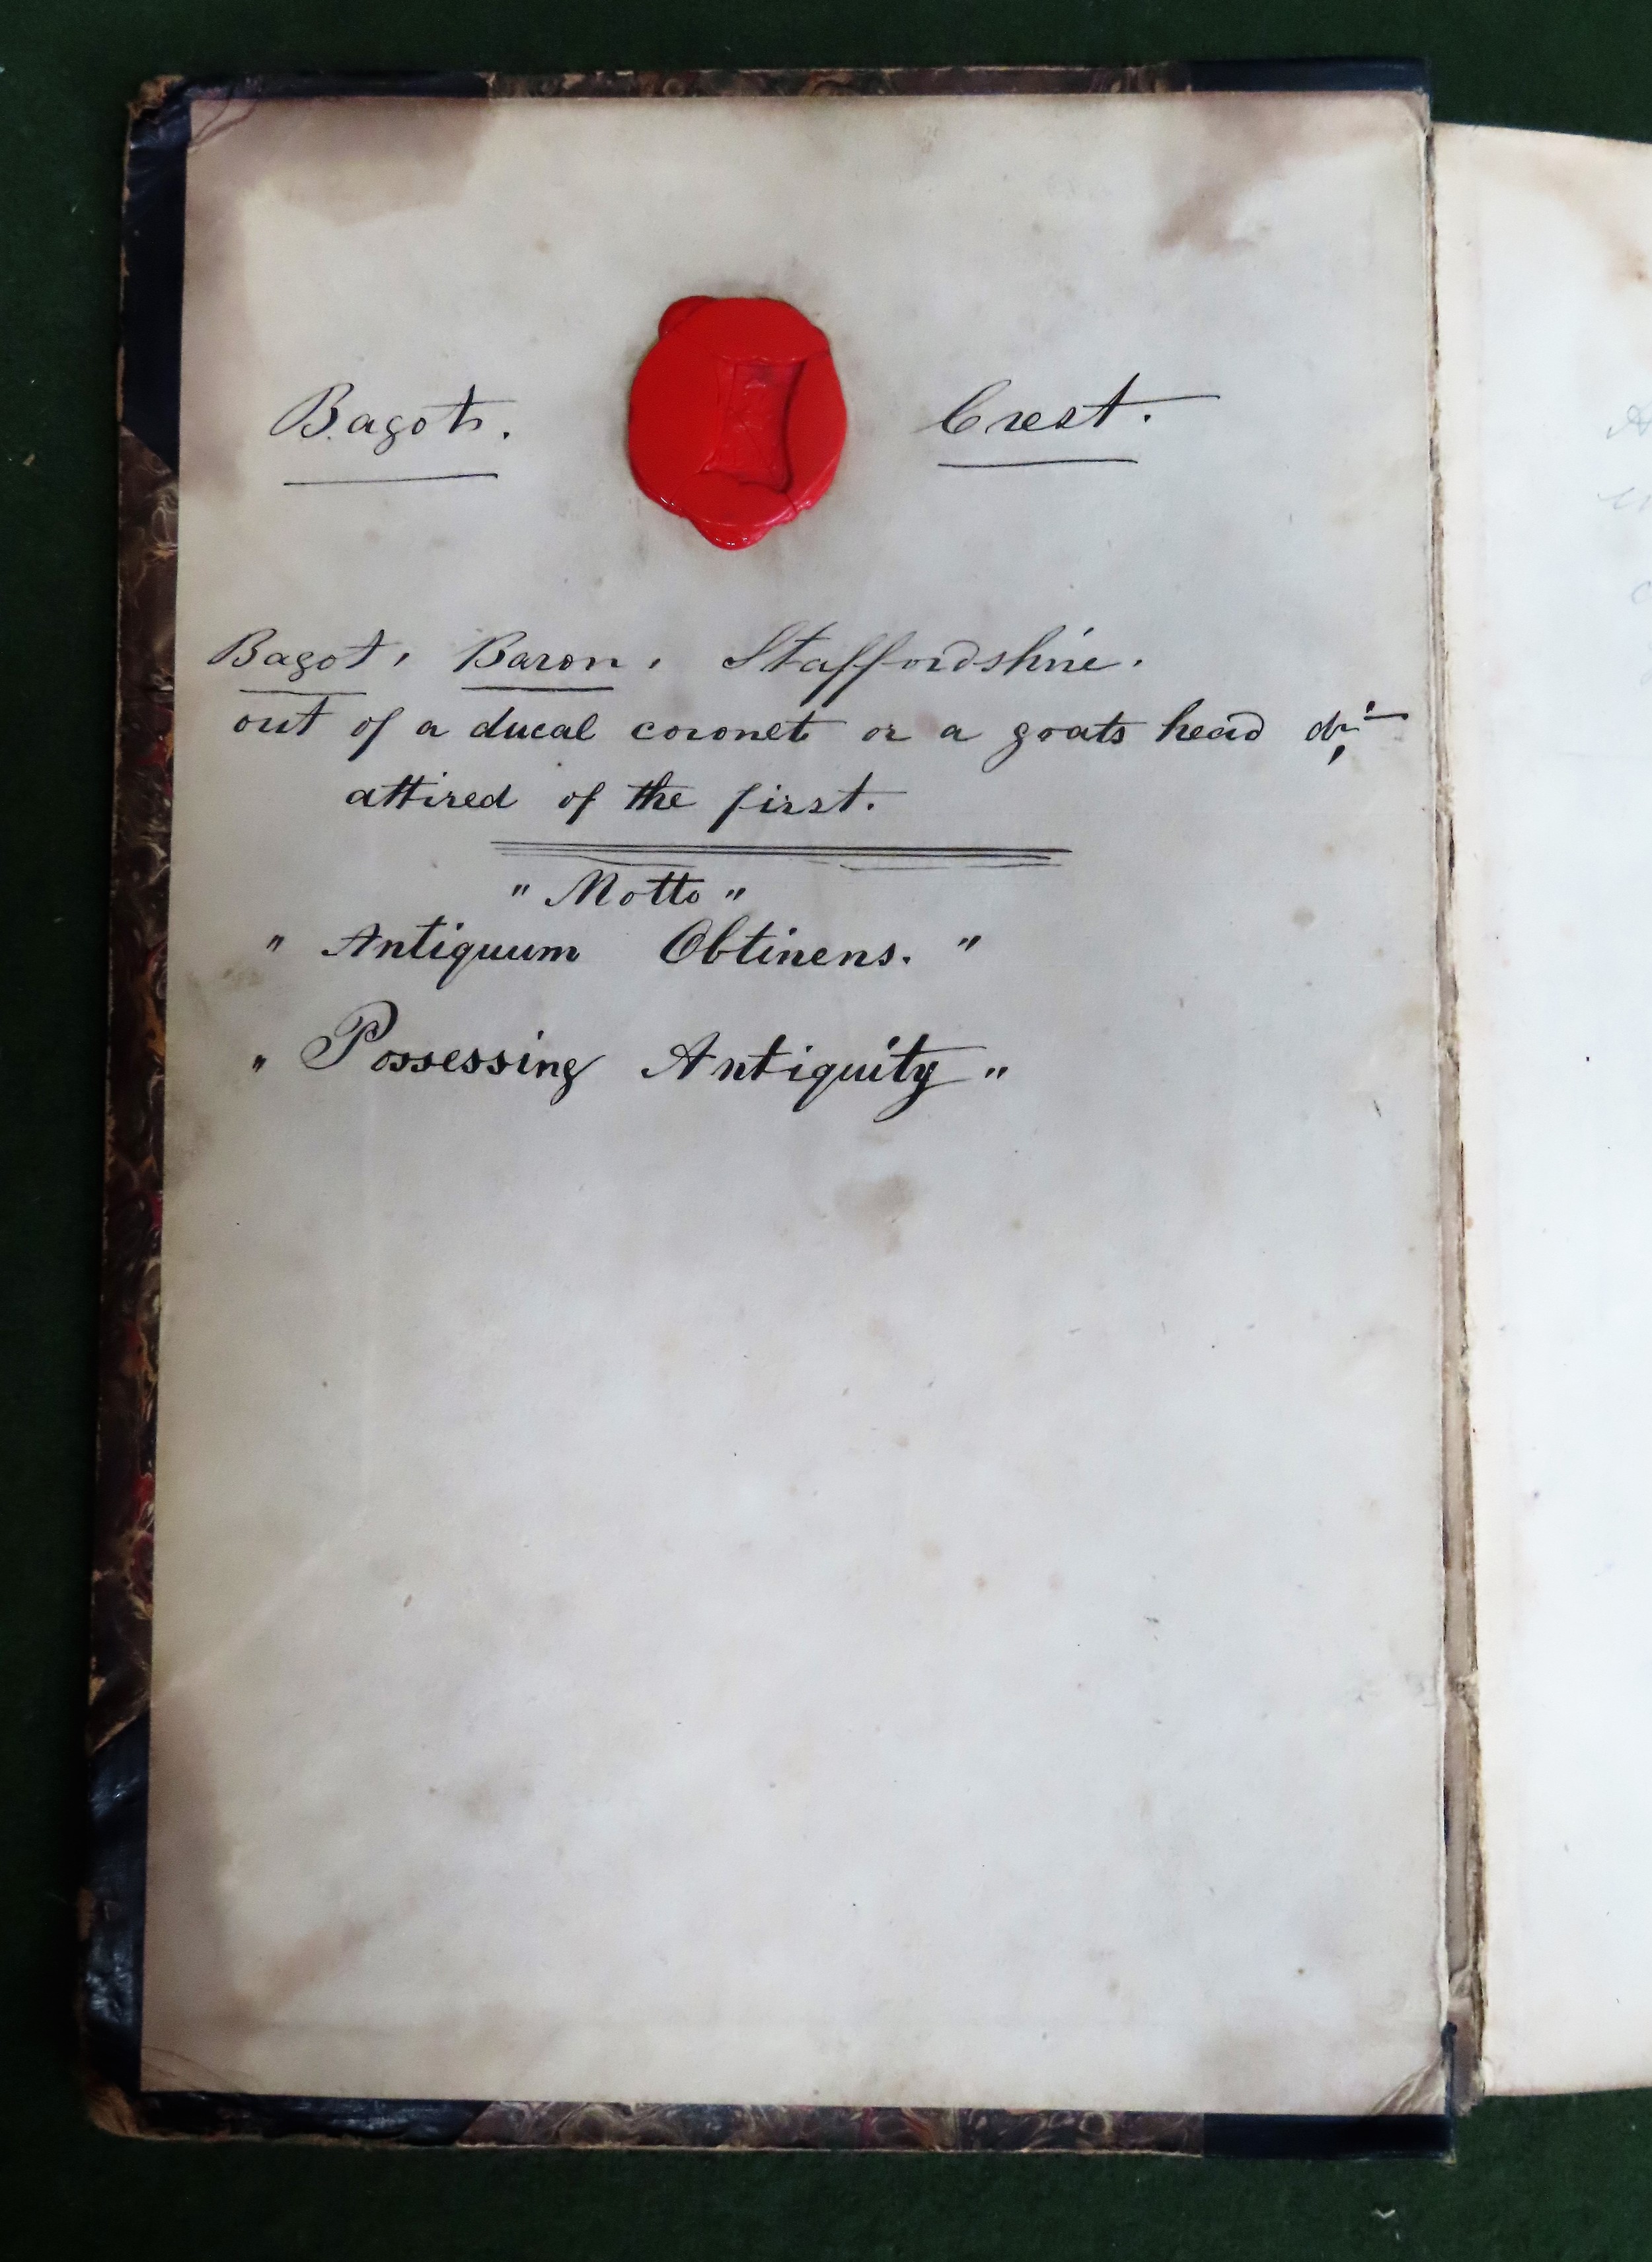 Bagot. Crest.
Bagot, Baron, Staffordshire.
out of a ducal coronet or a goats head
attired of the first.
" Motto "
" Antiquum Obtinens. "
" Possessing Antiquity "